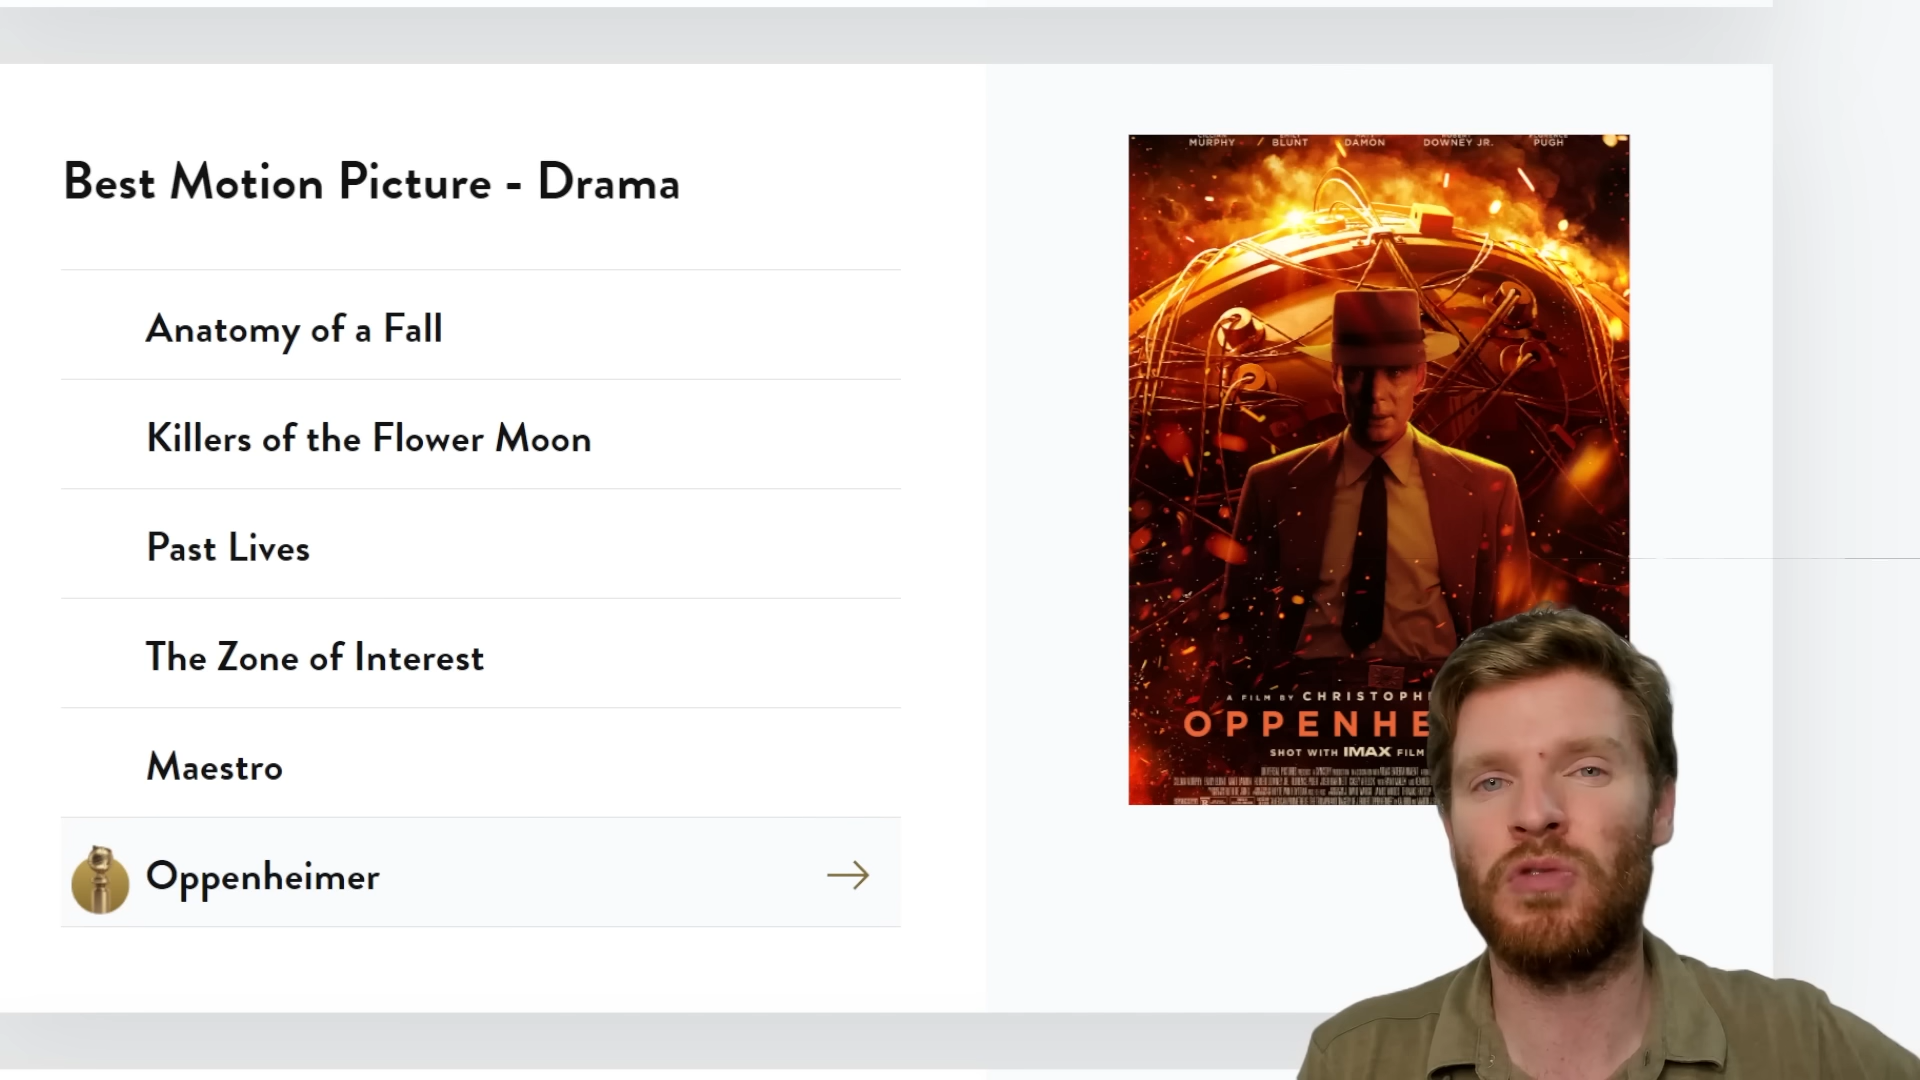 Best Motion Picture - Drama
Anatomy of a Fall
Killers of the Flower Moon
Past Lives
The Zone of Interest
Maestro
Oppenheimer
MURPHY BLUNT DAMON DOWNEY JR. PUGH
A FILM BY CHRISTOPH
OPPENHE
SHOT WITH IMAX FILM